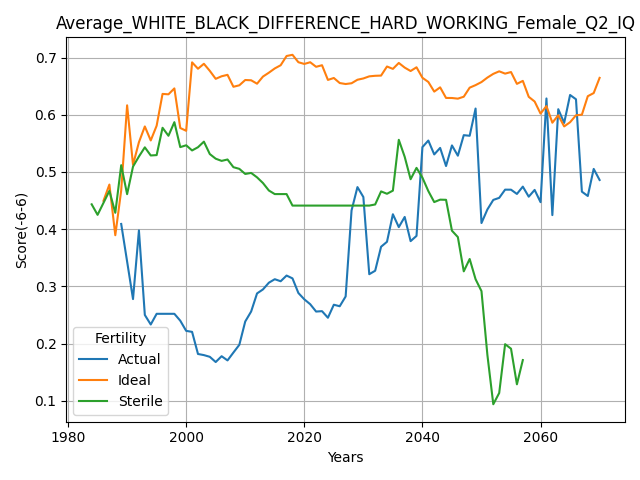 Average_WHITE_BLACK_DIFFERENCE_HARD_WORKING_Female_Q2_IQ
Score(-6-6)
0.7
0.6
0.5
0.4
0.3
0.2
0.1
Fertility
Actual
Ideal
Sterile
1980 2000 2020 2040 2060
Years